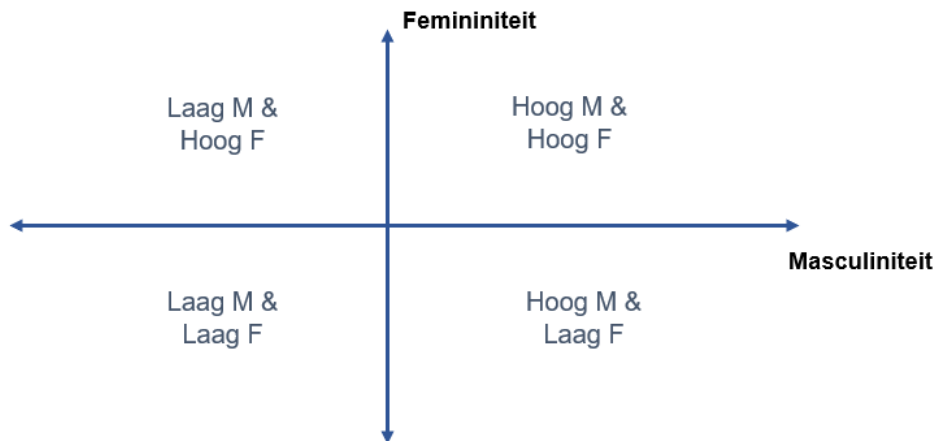 Femininiteit
Laag M &
Hoog F
Hoog M &
Hoog F
Masculiniteit
Laag M &
Laag F
Hoog M &
Laag F